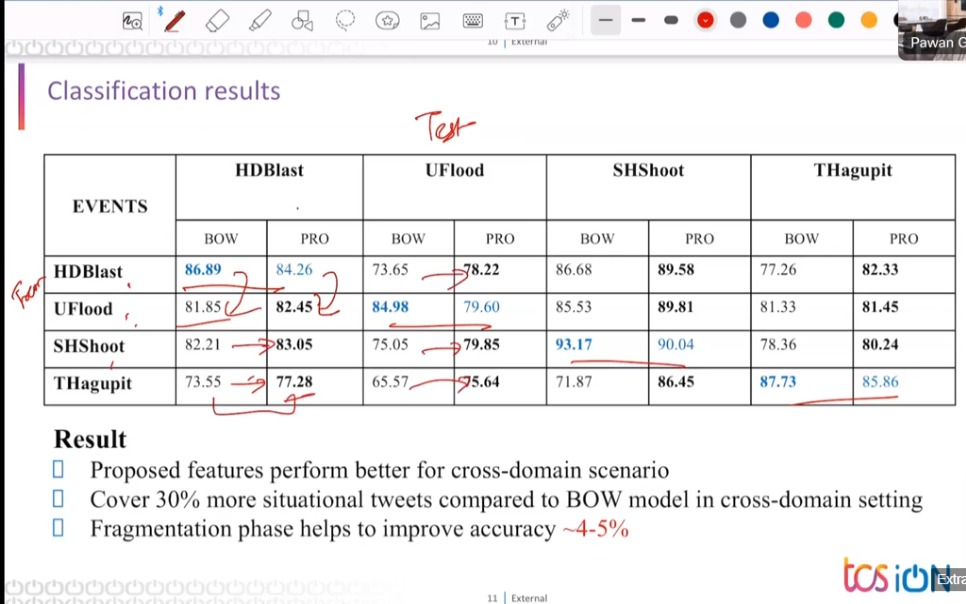 10 | External
Pawan G
Classification results
Test
EVENTS HDBlast UFlood SHShoot THagupit
BOW PRO BOW PRO BOW PRO BOW PRO
HDBlast 86.89 84.26 73.65 78.22 86.68 89.58 77.26 82.33
UFlood 81.85 82.45 84.98 79.60 85.53 89.81 81.33 81.45
SHShoot 82.21 83.05 75.05 79.85 93.17 90.04 78.36 80.24
THagupit 73.55 77.28 65.57 75.64 71.87 86.45 87.73 85.86
Result
Proposed features perform better for cross-domain scenario
Cover 30% more situational tweets compared to BOW model in cross-domain setting
Fragmentation phase helps to improve accuracy ~4-5%
tcs iON
Extra
11 | External